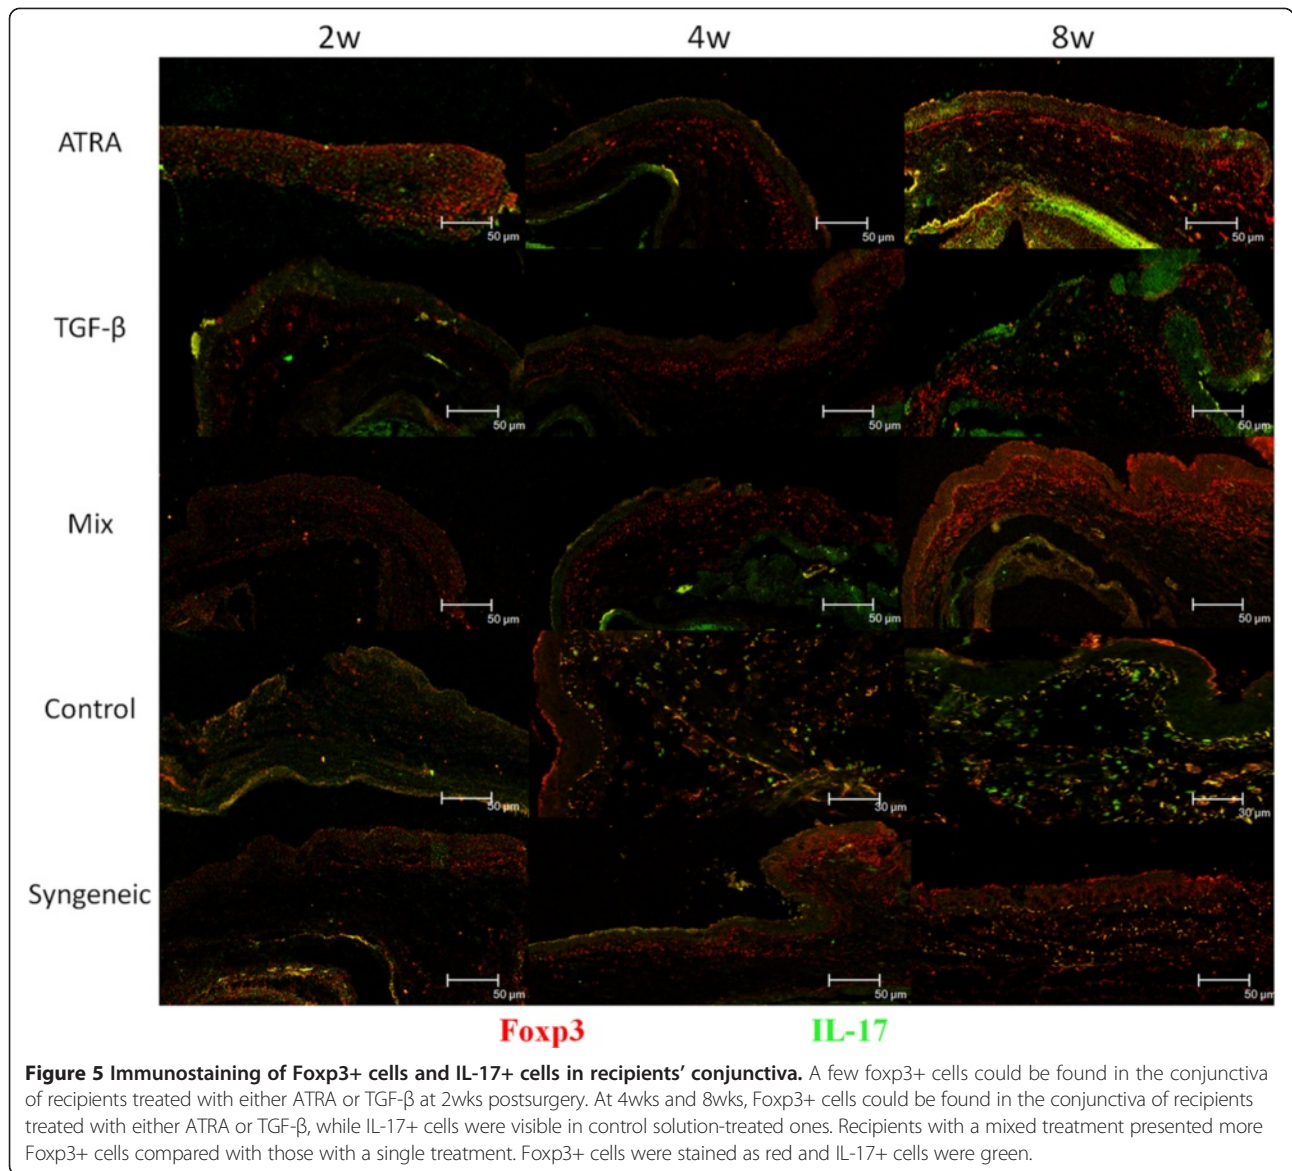 2w 4w 8w
ATRA
50 µm 50 µm 50 µm
TGF-β
50 µm 50 µm 50 µm
Mix
50 µm 50 µm 50 µm
Control
50 µm 30 µm 30 µm
Syngeneic
50 µm 50 µm 50 µm
Foxp3 IL-17
Figure 5 Immunostaining of Foxp3+ cells and IL-17+ cells in recipients’ conjunctiva. A few foxp3+ cells could be found in the conjunctiva
of recipients treated with either ATRA or TGF-β at 2wks postsurgery. At 4wks and 8wks, Foxp3+ cells could be found in the conjunctiva of recipients
treated with either ATRA or TGF-β, while IL-17+ cells were visible in control solution-treated ones. Recipients with a mixed treatment presented more
Foxp3+ cells compared with those with a single treatment. Foxp3+ cells were stained as red and IL-17+ cells were green.